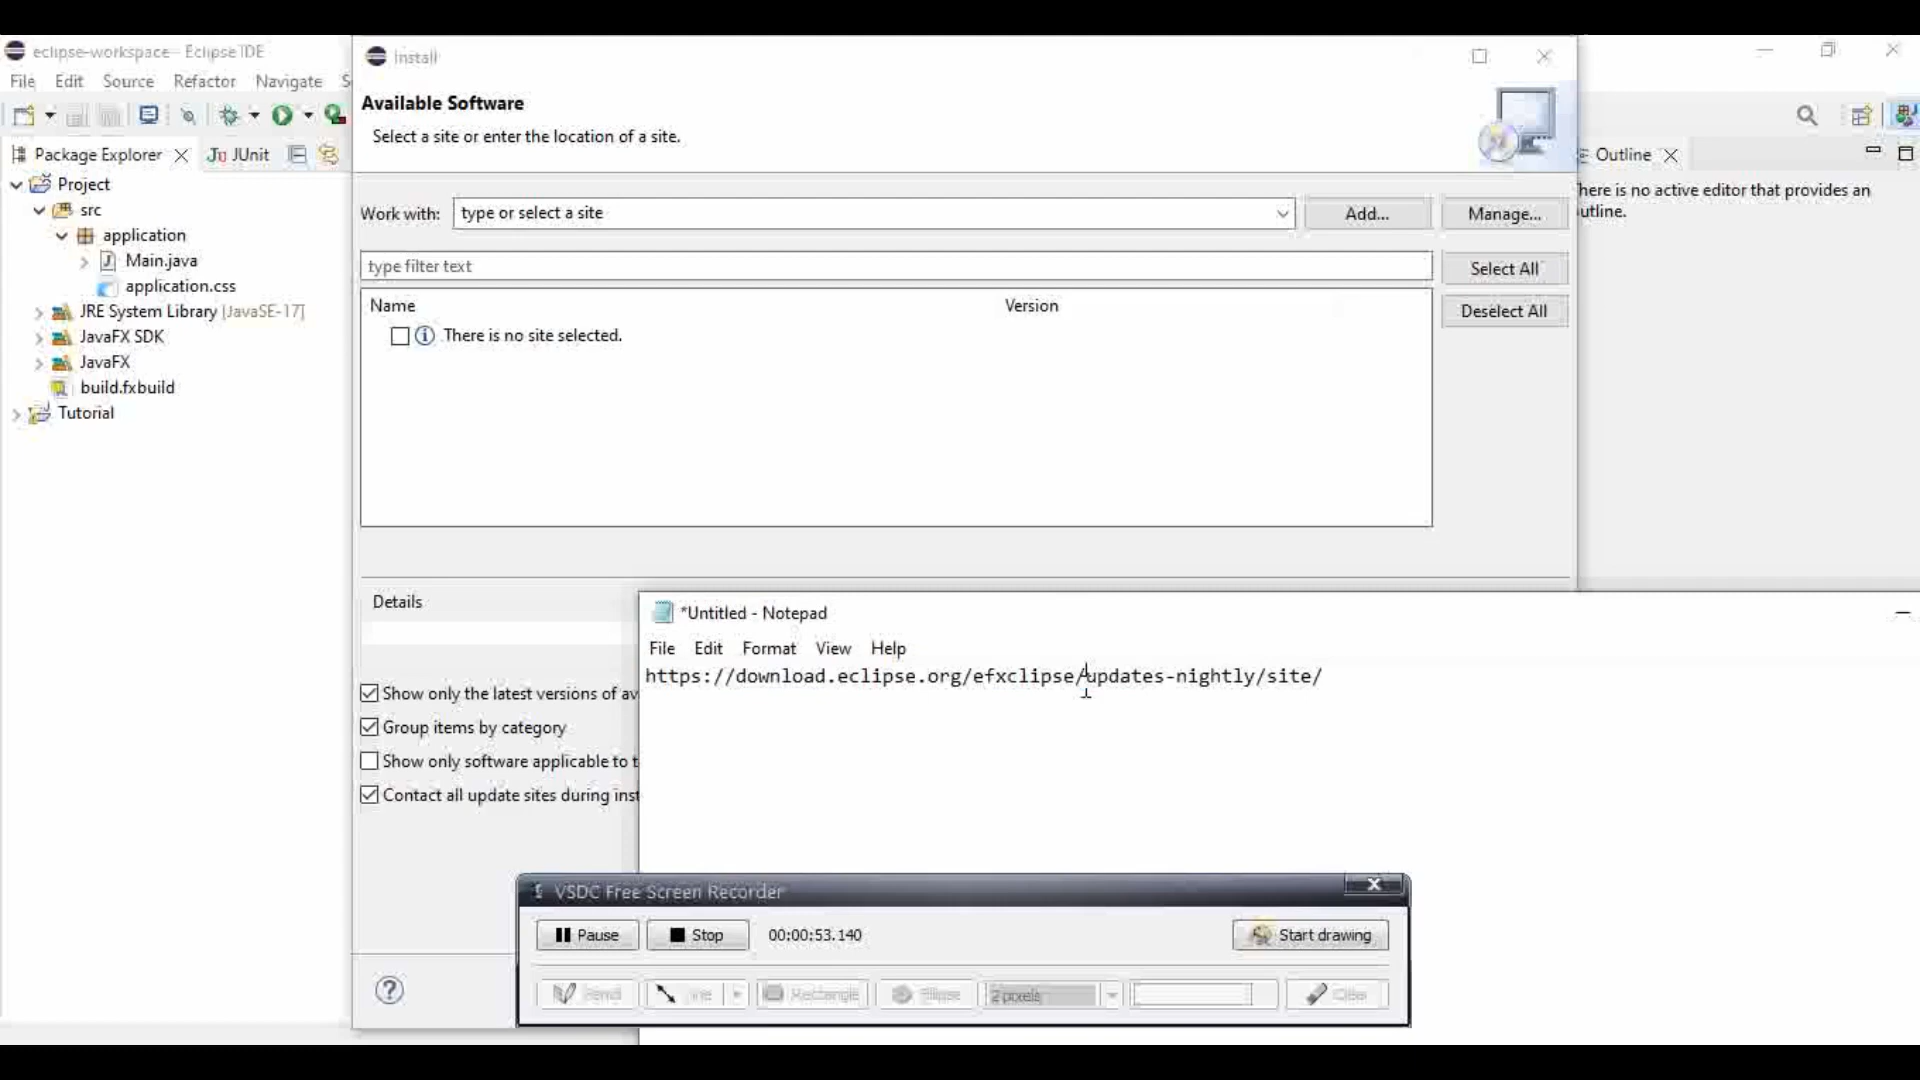 eclipse-workspace - Eclipse IDE
File Edit Source Refactor Navigate S
Package Explorer JUnit
Project
src
application
Main.java
application.css
JRE System Library [JavaSE-17]
JavaFX SDK
JavaFX
build.fxbuild
Tutorial
Install
Available Software
Select a site or enter the location of a site.
Work with: type or select a site Add... Manage...
type filter text Select All
Deselect All
Name Version
There is no site selected.
Details
Show only the latest versions of av
Group items by category
Show only software applicable to t
Contact all update sites during inst
Outline
here is no active editor that provides an
utline.
*Untitled - Notepad
File Edit Format View Help
https://download.eclipse.org/efxclipse/updates-nightly/site/
VSDC Free Screen Recorder
Pause Stop 00:00:53.140 Start drawing
Line Rectangle Ellipse 2 pixels Clear